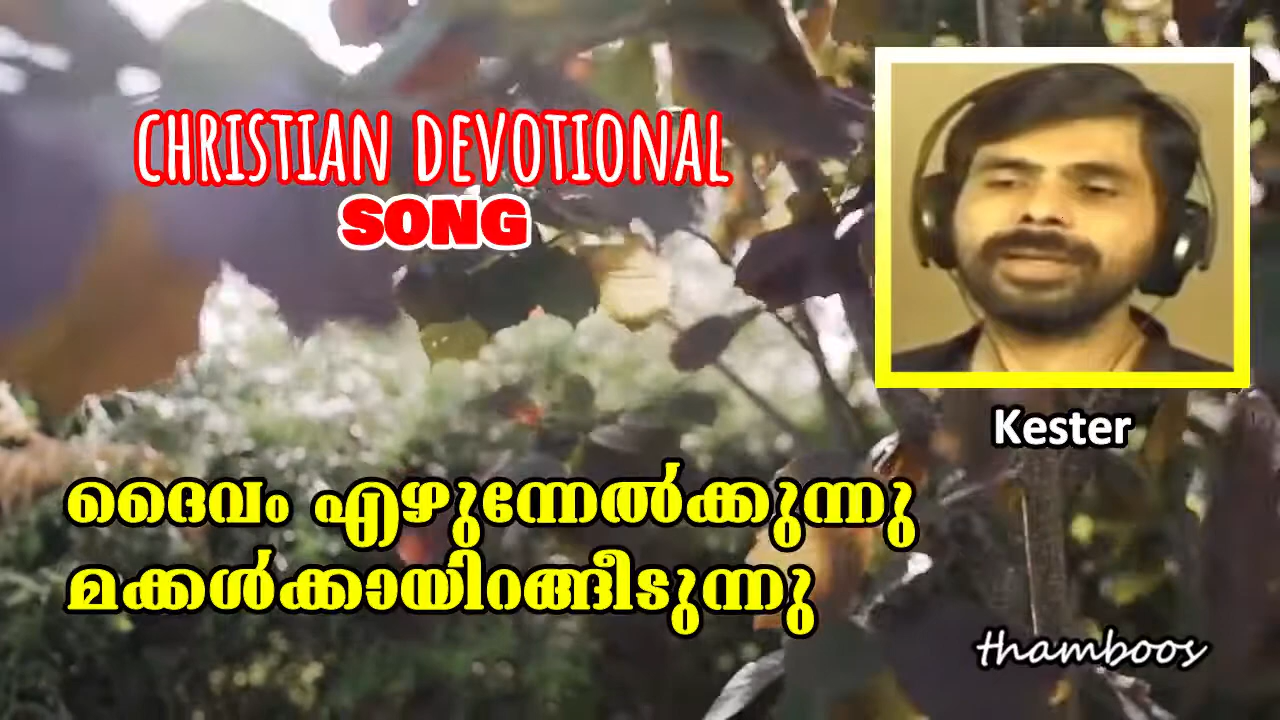 CHRISTIAN DEVOTIONAL
SONG
Kester
ദൈവം എഴുന്നേൽക്കുന്നു
മക്കൾക്കായിറങ്ങീടുന്നു
thamboos